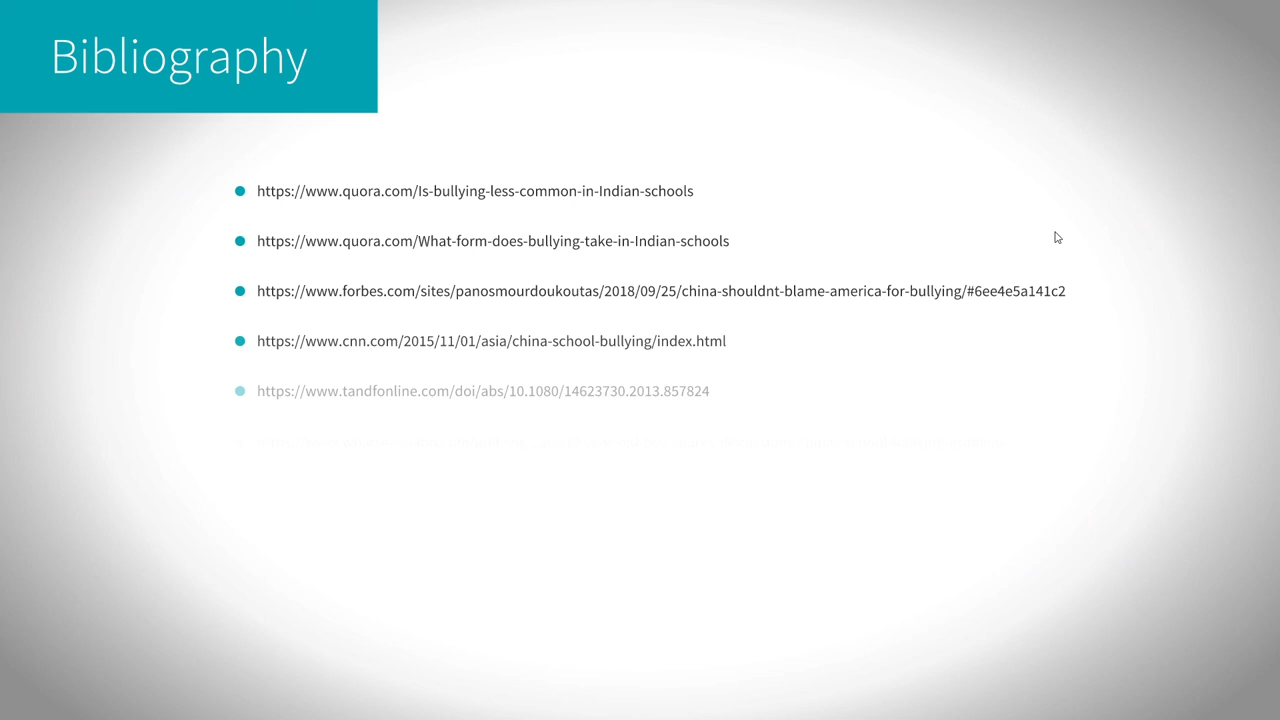 Bibliography
https://www.quora.com/Is-bullying-less-common-in-Indian-schools
https://www.quora.com/What-form-does-bullying-take-in-Indian-schools
https://www.forbes.com/sites/panosmourdoukoutas/2018/09/25/china-shouldnt-blame-america-for-bullying/#6ee4e5a141c2
https://www.cnn.com/2015/11/01/asia/china-school-bullying/index.html
https://www.tandfonline.com/doi/abs/10.1080/14623730.2013.857824